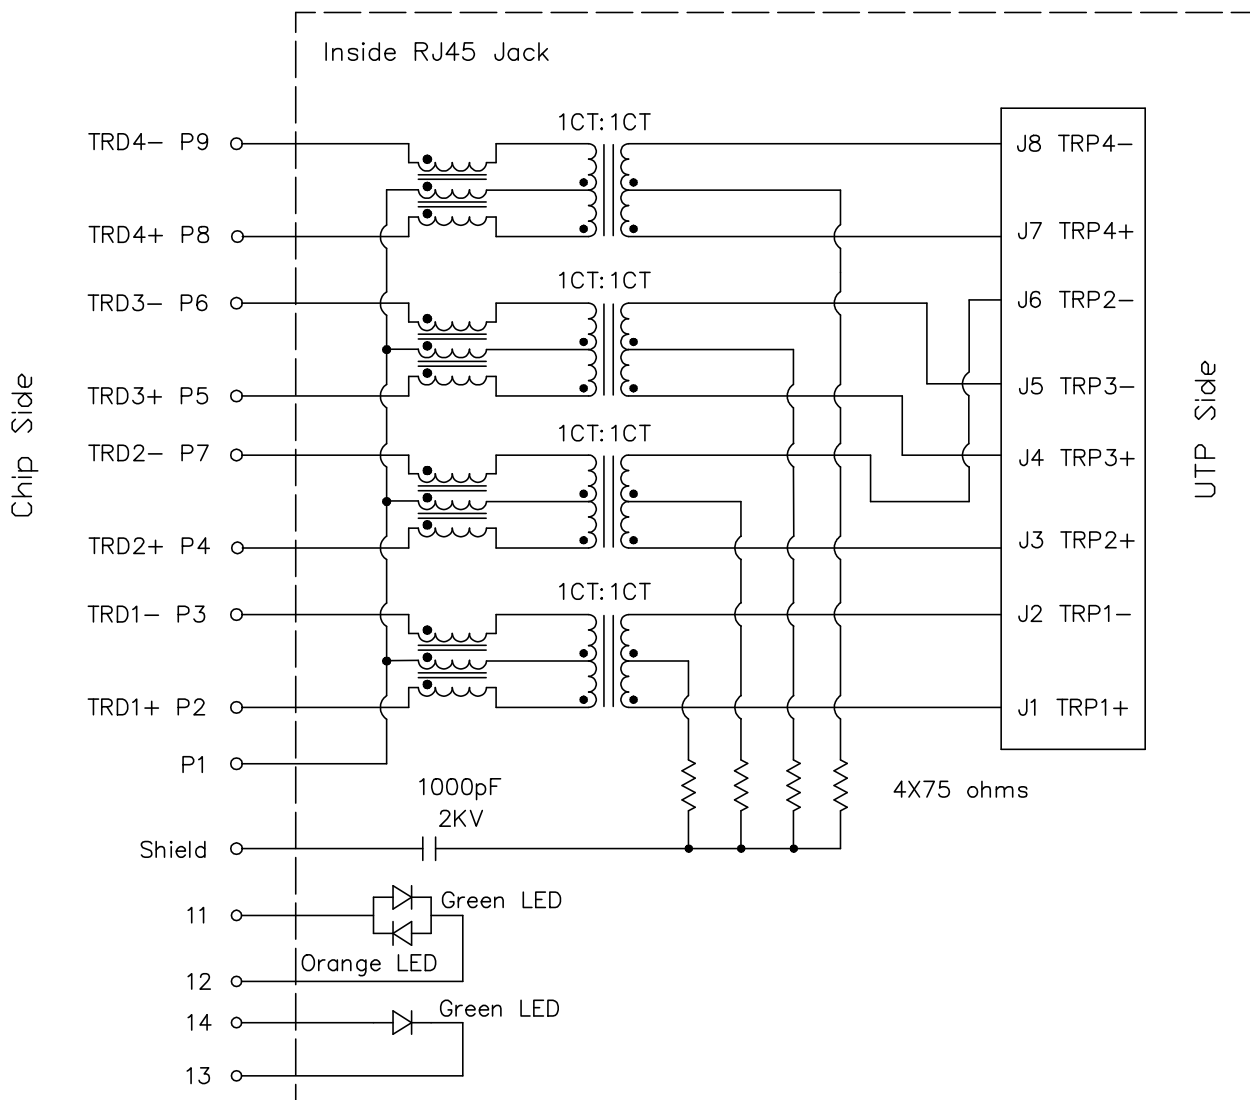 Inside RJ45 Jack
1CT:1CT
TRD4- P9
J8 TRP4-
TRD4+ P8
J7 TRP4+
1CT:1CT
TRD3- P6
J6 TRP2-
Chip Side
UTP Side
TRD3+ P5
J5 TRP3-
1CT:1CT
TRD2- P7
J4 TRP3+
TRD2+ P4
J3 TRP2+
1CT:1CT
TRD1- P3
J2 TRP1-
TRD1+ P2
J1 TRP1+
P1
1000pF
2KV
4X75 ohms
Shield
Green LED
11
Orange LED
12
Green LED
14
13